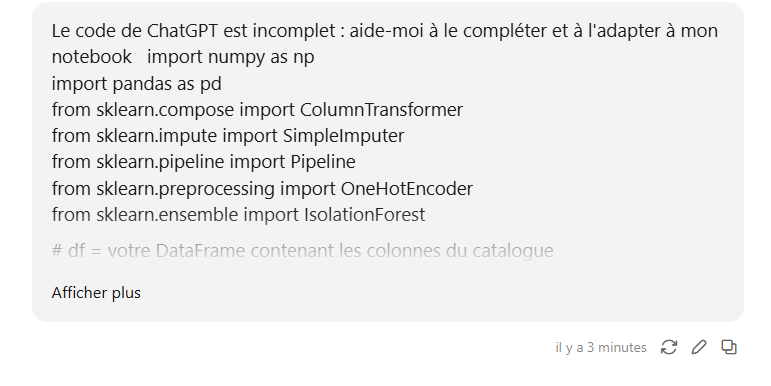 Le code de ChatGPT est incomplet : aide-moi à le compléter et à l'adapter à mon
notebook   import numpy as np
import pandas as pd
from sklearn.compose import ColumnTransformer
from sklearn.impute import SimpleImputer
from sklearn.pipeline import Pipeline
from sklearn.preprocessing import OneHotEncoder
from sklearn.ensemble import IsolationForest
# df = votre DataFrame contenant les colonnes du catalogue
Afficher plus
il y a 3 minutes